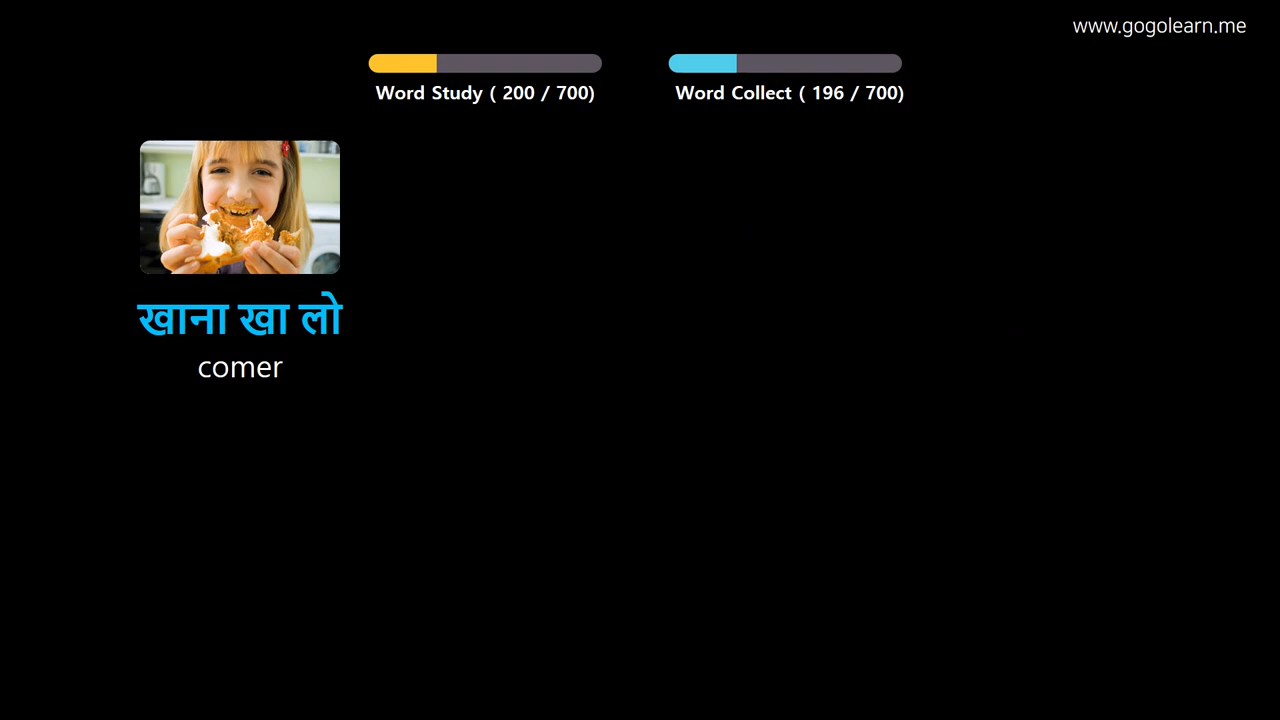 www.gogolearn.me
Word Study ( 200 / 700)
Word Collect ( 196 / 700)
खाना खा लो
comer